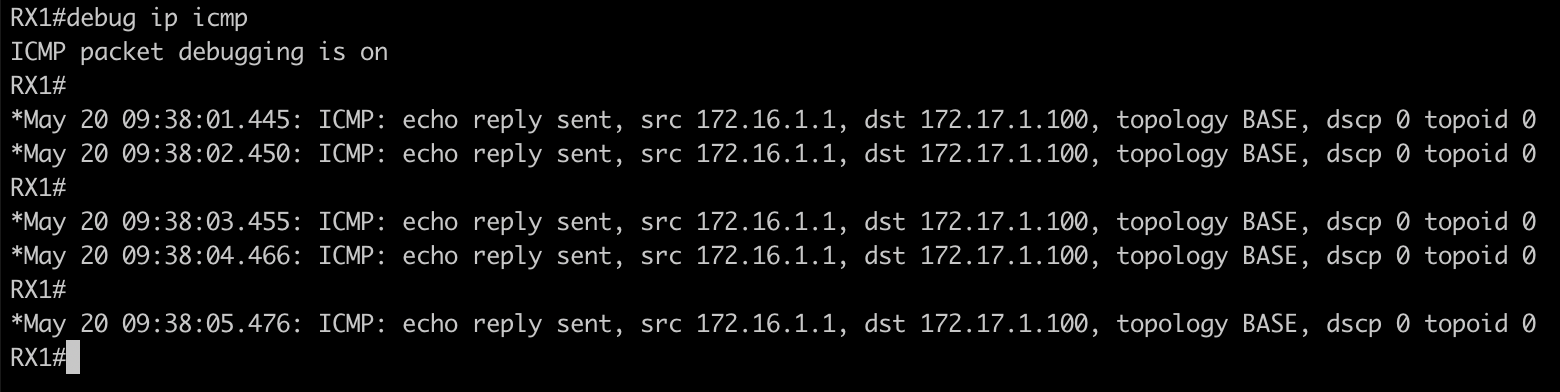 RX1#debug ip icmp
ICMP packet debugging is on
RX1#
*May 20 09:38:01.445: ICMP: echo reply sent, src 172.16.1.1, dst 172.17.1.100, topology BASE, dscp 0 topoid 0
*May 20 09:38:02.450: ICMP: echo reply sent, src 172.16.1.1, dst 172.17.1.100, topology BASE, dscp 0 topoid 0
RX1#
*May 20 09:38:03.455: ICMP: echo reply sent, src 172.16.1.1, dst 172.17.1.100, topology BASE, dscp 0 topoid 0
*May 20 09:38:04.466: ICMP: echo reply sent, src 172.16.1.1, dst 172.17.1.100, topology BASE, dscp 0 topoid 0
RX1#
*May 20 09:38:05.476: ICMP: echo reply sent, src 172.16.1.1, dst 172.17.1.100, topology BASE, dscp 0 topoid 0
RX1#